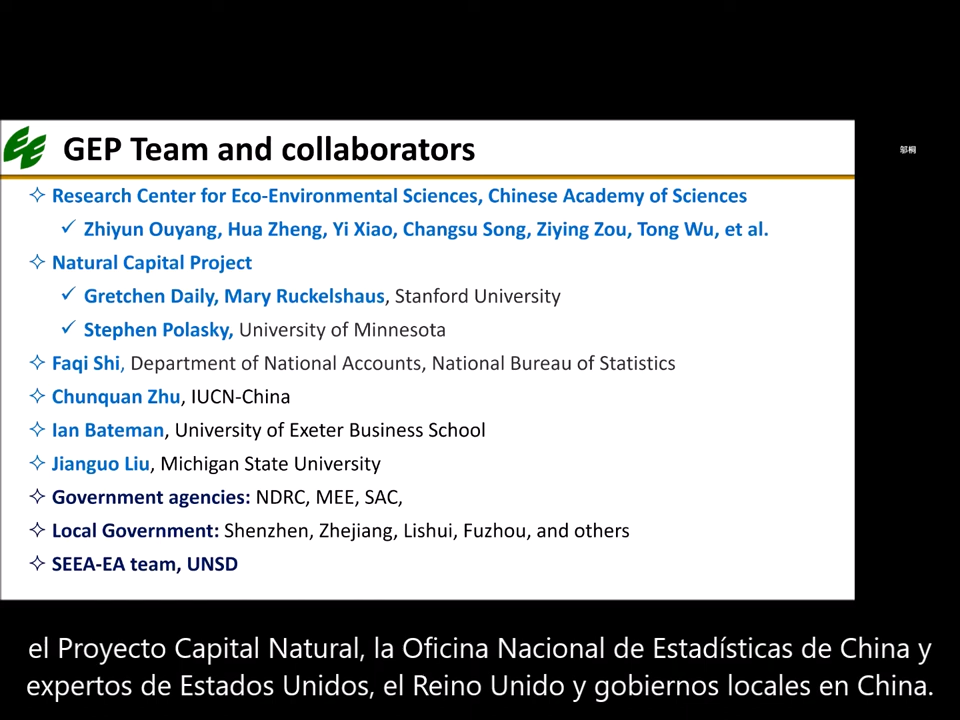 GEP Team and collaborators
邬桐
✧ Research Center for Eco-Environmental Sciences, Chinese Academy of Sciences
✓ Zhiyun Ouyang, Hua Zheng, Yi Xiao, Changsu Song, Ziying Zou, Tong Wu, et al.
✧ Natural Capital Project
✓ Gretchen Daily, Mary Ruckelshaus, Stanford University
✓ Stephen Polasky, University of Minnesota
✧ Faqi Shi, Department of National Accounts, National Bureau of Statistics
✧ Chunquan Zhu, IUCN-China
✧ Ian Bateman, University of Exeter Business School
✧ Jianguo Liu, Michigan State University
✧ Government agencies: NDRC, MEE, SAC,
✧ Local Government: Shenzhen, Zhejiang, Lishui, Fuzhou, and others
✧ SEEA-EA team, UNSD
el Proyecto Capital Natural, la Oficina Nacional de Estadísticas de China y
expertos de Estados Unidos, el Reino Unido y gobiernos locales en China.